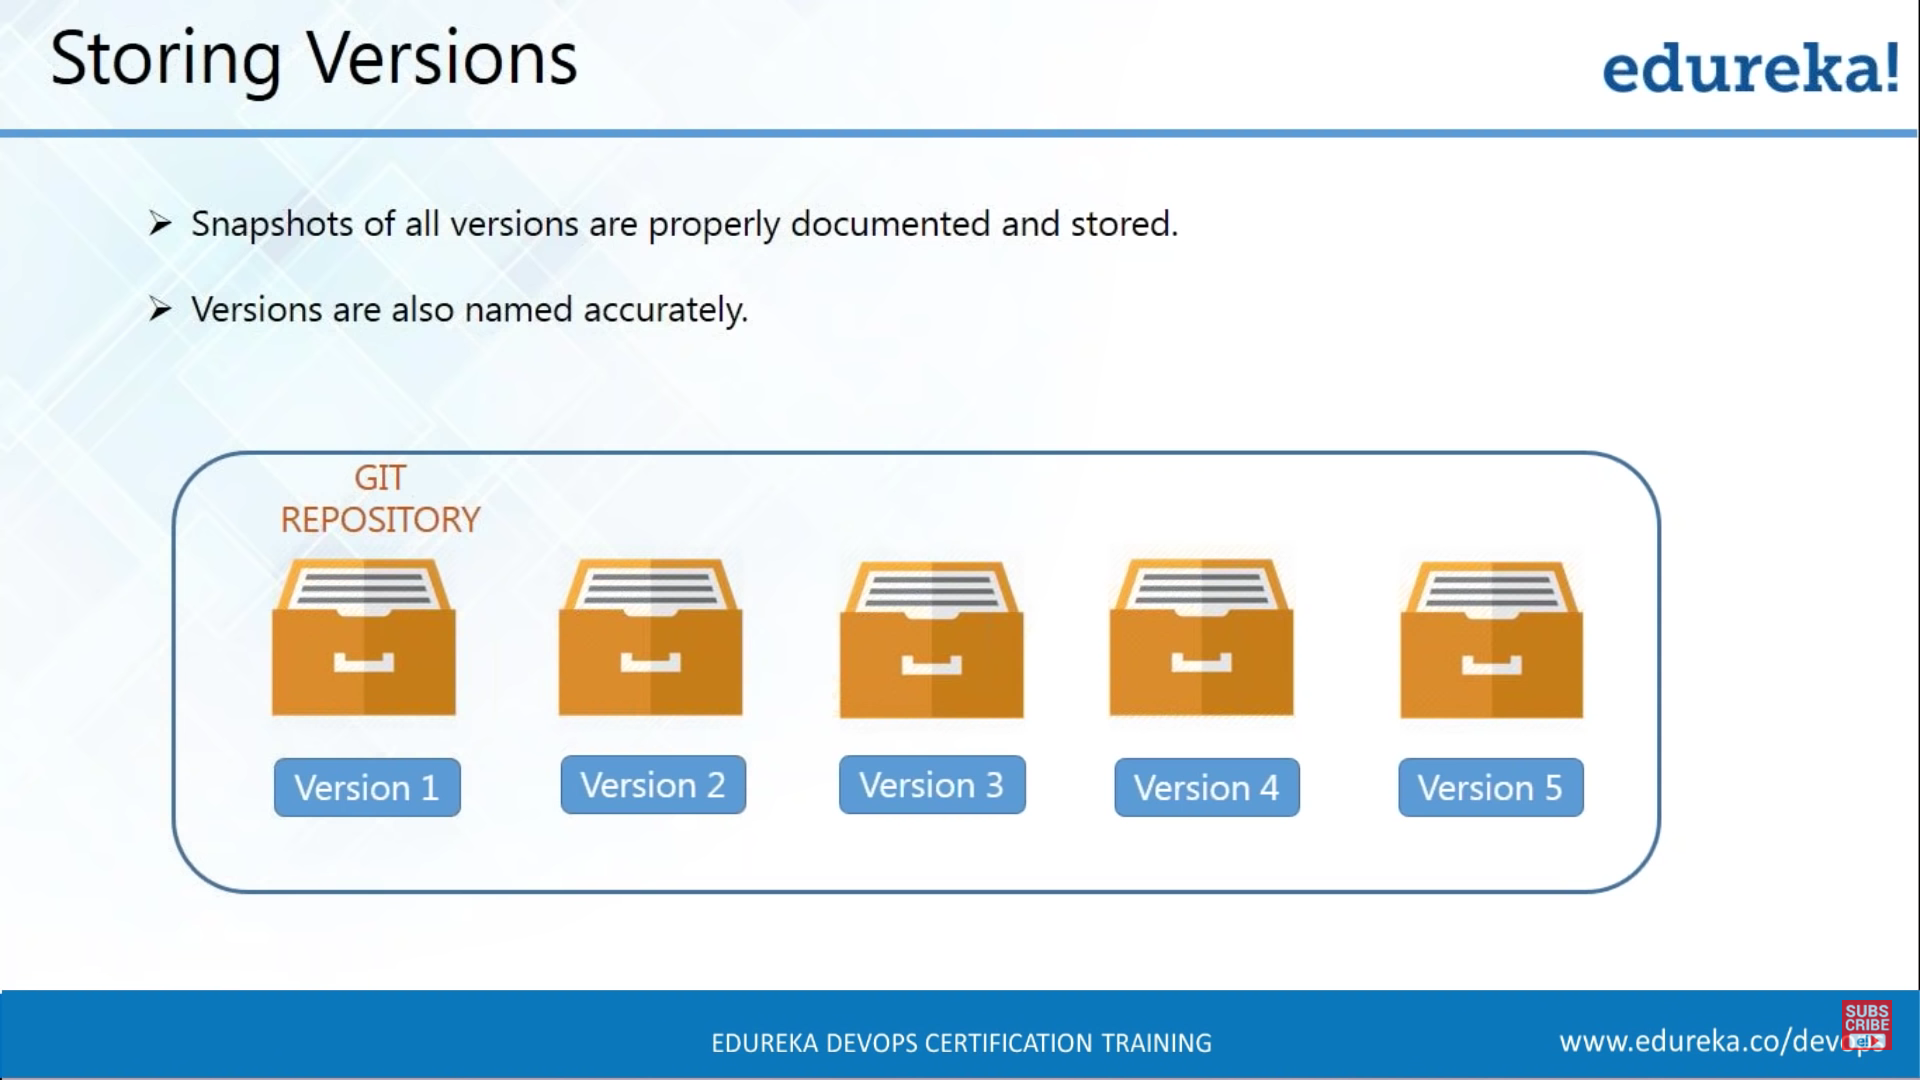 Storing Versions
edureka!
Snapshots of all versions are properly documented and stored.
Versions are also named accurately.
GIT
REPOSITORY
Version 1
Version 2
Version 3
Version 4
Version 5
EDUREKA DEVOPS CERTIFICATION TRAINING
www.edureka.co/devops
SUBS
CRIBE
e!